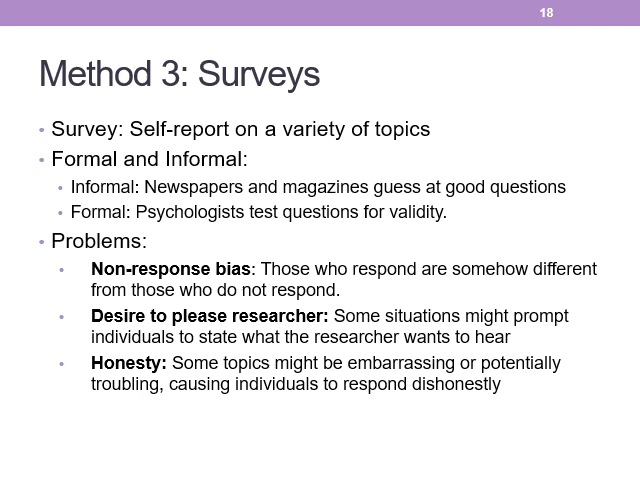 18
Method 3: Surveys
• Survey: Self-report on a variety of topics
• Formal and Informal:
• Informal: Newspapers and magazines guess at good questions
• Formal: Psychologists test questions for validity.
• Problems:
• Non-response bias: Those who respond are somehow different
from those who do not respond.
• Desire to please researcher: Some situations might prompt
individuals to state what the researcher wants to hear
• Honesty: Some topics might be embarrassing or potentially
troubling, causing individuals to respond dishonestly